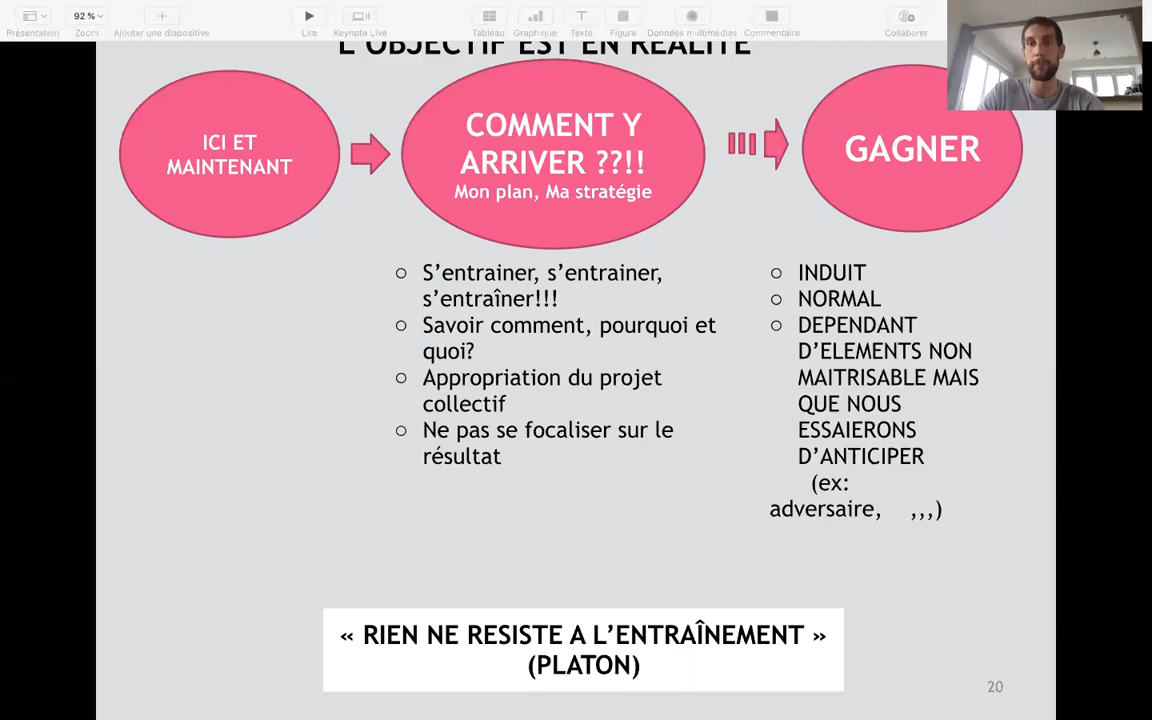 Présentation
92 %
Zoom
Ajouter une diapositive
Lire
Keynote Live
Tableau
Graphique
Texte
Figure
Données multimédias
Commentaire
Collaborer
L'OBJECTIF EST EN REALITE
ICI ET
MAINTENANT
COMMENT Y
ARRIVER ??!!
Mon plan, Ma stratégie
GAGNER
○ S’entrainer, s’entrainer,
s’entraîner!!!
○ Savoir comment, pourquoi et
quoi?
○ Appropriation du projet
collectif
○ Ne pas se focaliser sur le
résultat
○ INDUIT
○ NORMAL
○ DEPENDANT
D’ELEMENTS NON
MAITRISABLE MAIS
QUE NOUS
ESSAIERONS
D’ANTICIPER
(ex:
adversaire, ,,,)
« RIEN NE RESISTE A L’ENTRAÎNEMENT »
(PLATON)
20